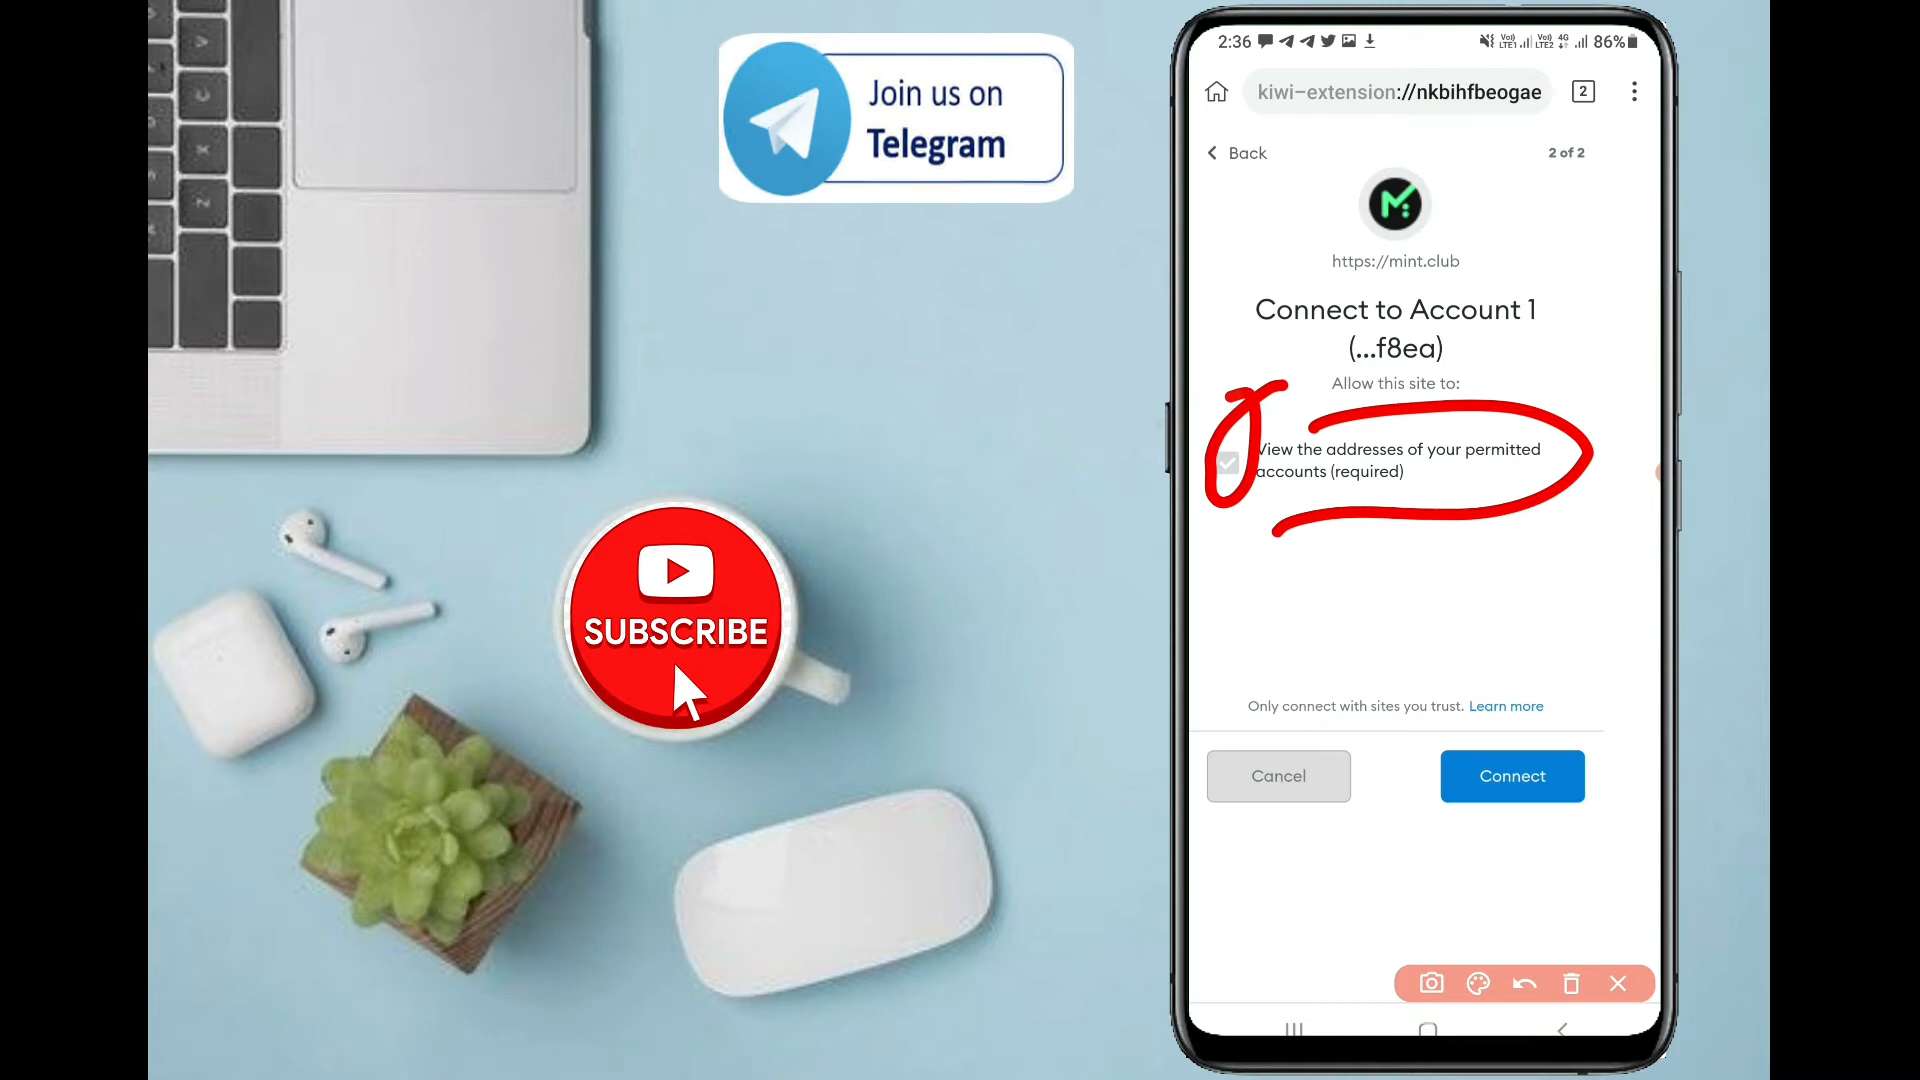 Join us on
Telegram
SUBSCRIBE
2:36
86%
kiwi-extension://nkbihfbeogae
2
Back
2 of 2
https://mint.club
Connect to Account 1
(...f8ea)
Allow this site to:
View the addresses of your permitted
accounts (required)
Only connect with sites you trust. Learn more
Cancel
Connect